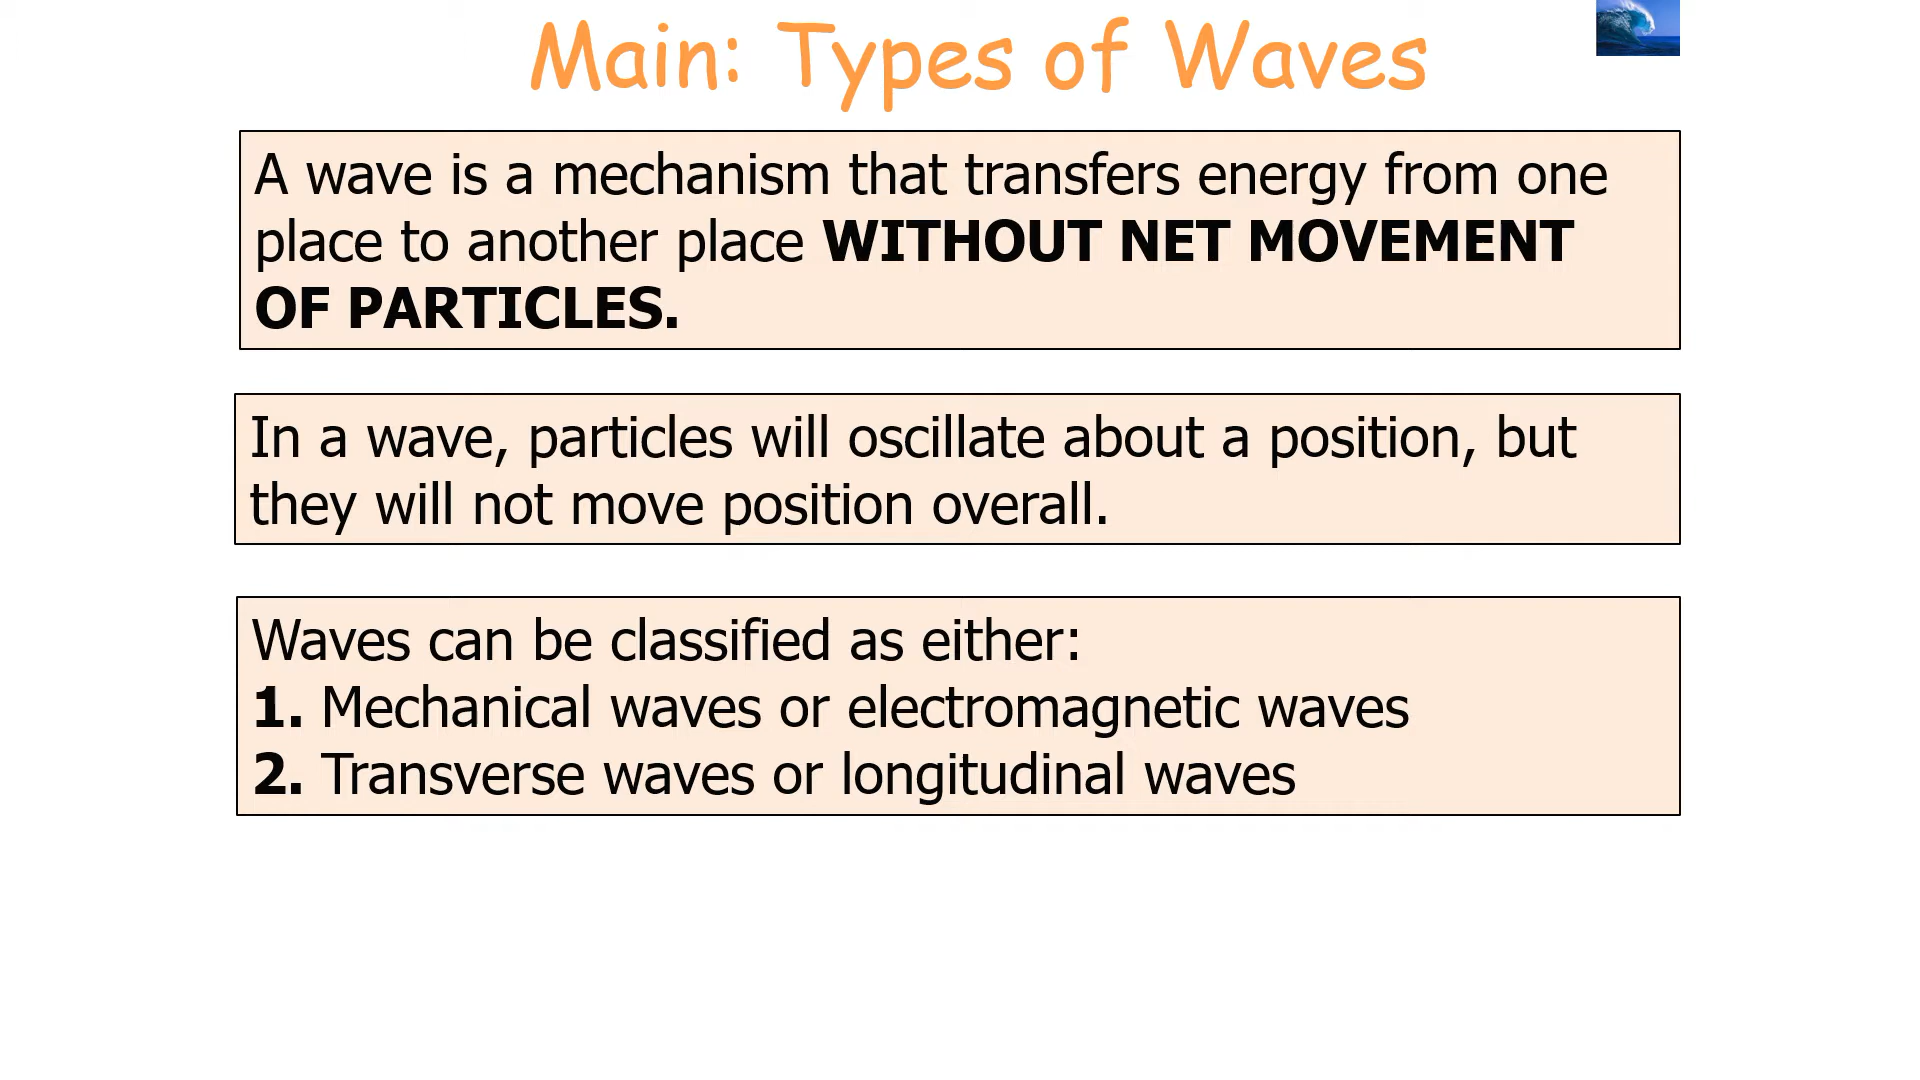 Main: Types of Waves
A wave is a mechanism that transfers energy from one
place to another place WITHOUT NET MOVEMENT
OF PARTICLES.
In a wave, particles will oscillate about a position, but
they will not move position overall.
Waves can be classified as either:
1. Mechanical waves or electromagnetic waves
2. Transverse waves or longitudinal waves